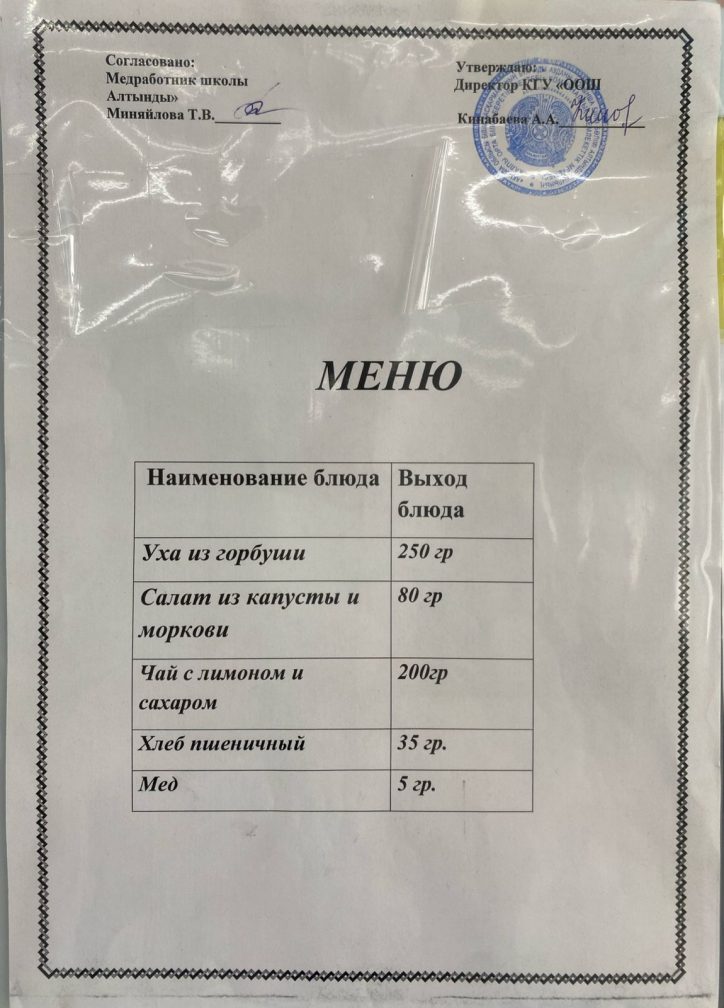 Согласовано:
Медработник школы
Алтынды»
Миняйлова Т.В.
Утверждаю:
Директор КГУ «ООШ
Кинабаева А.А.
МЕНЮ
Наименование блюда Выход
блюда
Уха из горбуши 250 гр
Салат из капусты и 80 гр
моркови
Чай с лимоном и 200гр
сахаром
Хлеб пшеничный 35 гр.
Мед 5 гр.